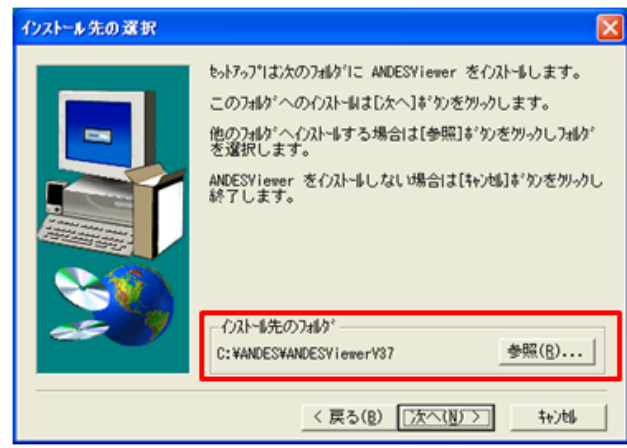 インストール先の選択
セットアップは次のフォルダに ANDESViewer をインストールします。
このフォルダへのインストールは[次へ]ボタンをクリックします。
他のフォルダへインストールする場合は[参照]ボタンをクリックしフォルダ
を選択します。
ANDESViewer をインストールしない場合は[キャンセル]ボタンをクリックし
終了します。
インストール先のフォルダ
C:¥ANDES¥ANDESViewerV37
参照(R)...
< 戻る(B)
次へ(N) >
キャンセル